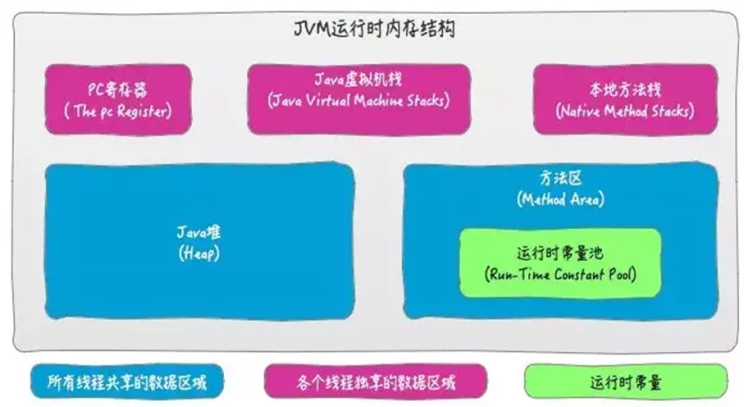 JVM运行时内存结构
PC寄存器
( The pc Register)
Java虚拟机栈
(Java Virtual Machine Stacks)
本地方法栈
(Native Method Stacks)
Java堆
(Heap)
方法区
(Method Area)
运行时常量池
(Run-Time Constant Pool)
所有线程共享的数据区域
各个线程独享的数据区域
运行时常量